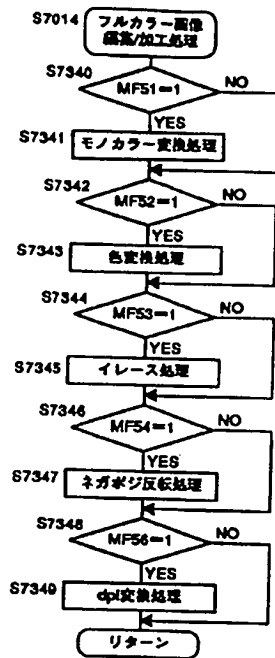 S7014
フルカラー画像
編集/加工処理
S7340
MF51=1
NO
YES
S7341
モノカラー変換処理
S7342
MF52=1
NO
YES
S7343
色変換処理
S7344
MF53=1
NO
YES
S7345
イレース処理
S7346
MF54=1
NO
YES
S7347
ネガポジ反転処理
S7348
MF56=1
NO
YES
S7349
dpi変換処理
リターン